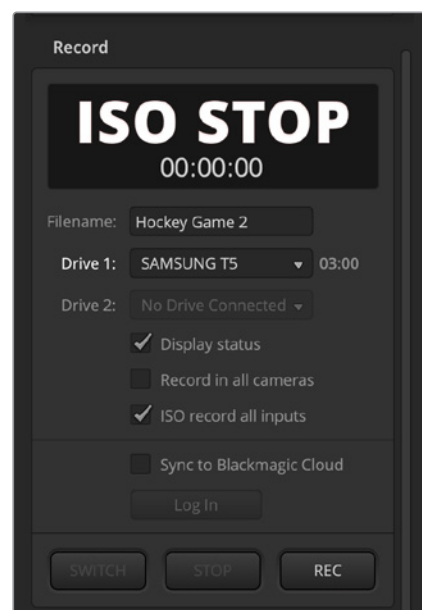 Record
ISO STOP
00:00:00
Filename: Hockey Game 2
Drive 1: SAMSUNG T5 03:00
Drive 2: No Drive Connected
Display status
Record in all cameras
ISO record all inputs
Sync to Blackmagic Cloud
Log In
SWITCH STOP REC